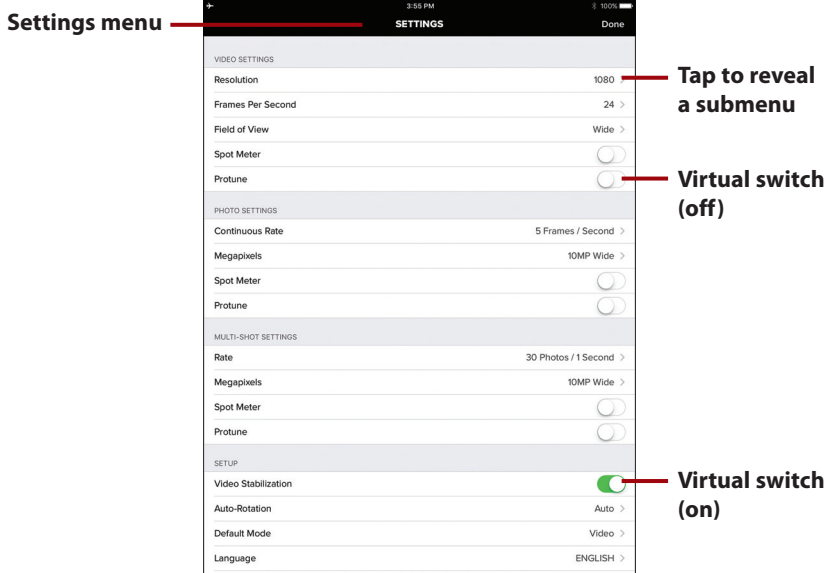 Settings menu
3:55 PM
100%
SETTINGS
Done
VIDEO SETTINGS
Resolution 1080
Frames Per Second 24
Field of View Wide
Spot Meter
Protune
PHOTO SETTINGS
Continuous Rate 5 Frames / Second
Megapixels 10MP Wide
Spot Meter
Protune
MULTI-SHOT SETTINGS
Rate 30 Photos / 1 Second
Megapixels 10MP Wide
Spot Meter
Protune
SETUP
Video Stabilization
Auto-Rotation Auto
Default Mode Video
Language ENGLISH
Tap to reveal
a submenu
Virtual switch
(off)
Virtual switch
(on)